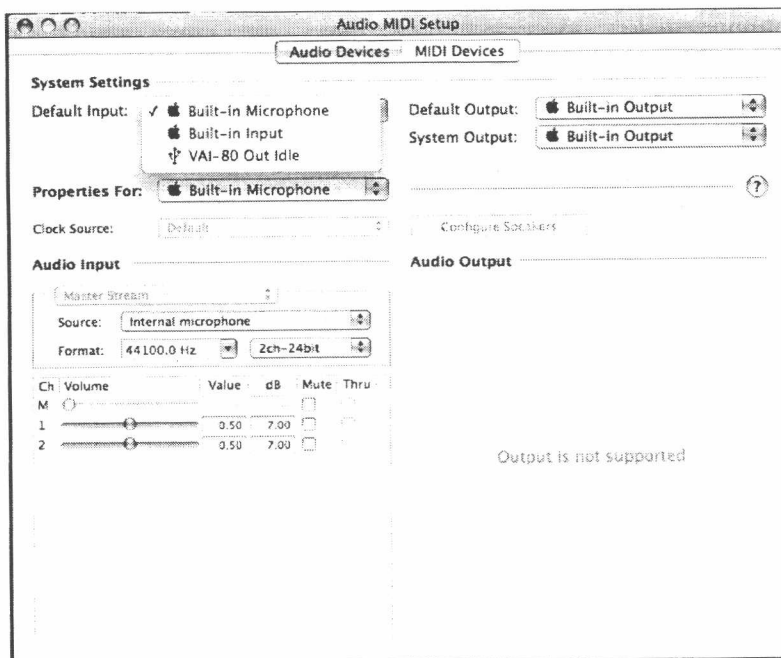 Audio MIDI Setup
Audio Devices MIDI Devices
System Settings
Default Input: ✓ Built-in Microphone
Built-in Input
VAI-80 Out Idle
Default Output: Built-in Output
System Output: Built-in Output
Properties For: Built-in Microphone
?
Clock Source: Default
Configure Speakers
Audio Input
Audio Output
Master Stream
Source: Internal microphone
Format: 44100.0 Hz 2ch-24bit
Ch Volume Value dB Mute Thru
M
1 0.50 7.00
2 0.50 7.00
Output is not supported